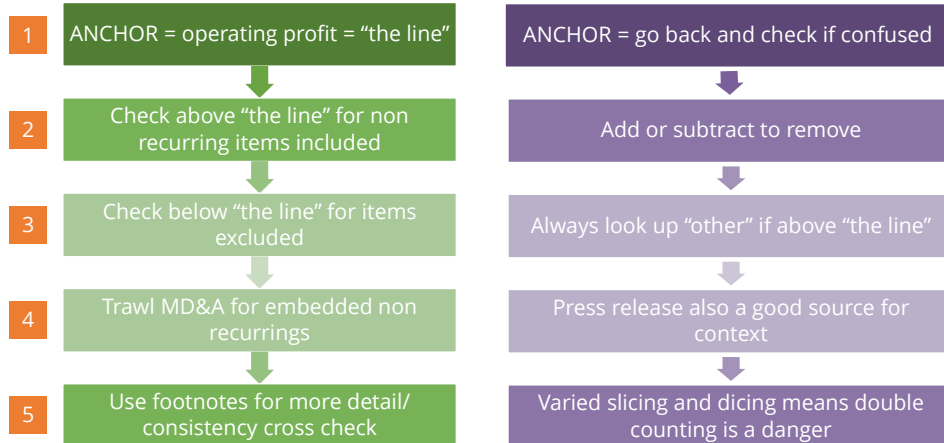 1
ANCHOR = operating profit = “the line”
ANCHOR = go back and check if confused
2
Check above “the line” for non
recurring items included
Add or subtract to remove
3
Check below “the line” for items
excluded
Always look up “other” if above “the line”
4
Trawl MD&A for embedded non
recurrings
Press release also a good source for
context
5
Use footnotes for more detail/
consistency cross check
Varied slicing and dicing means double
counting is a danger